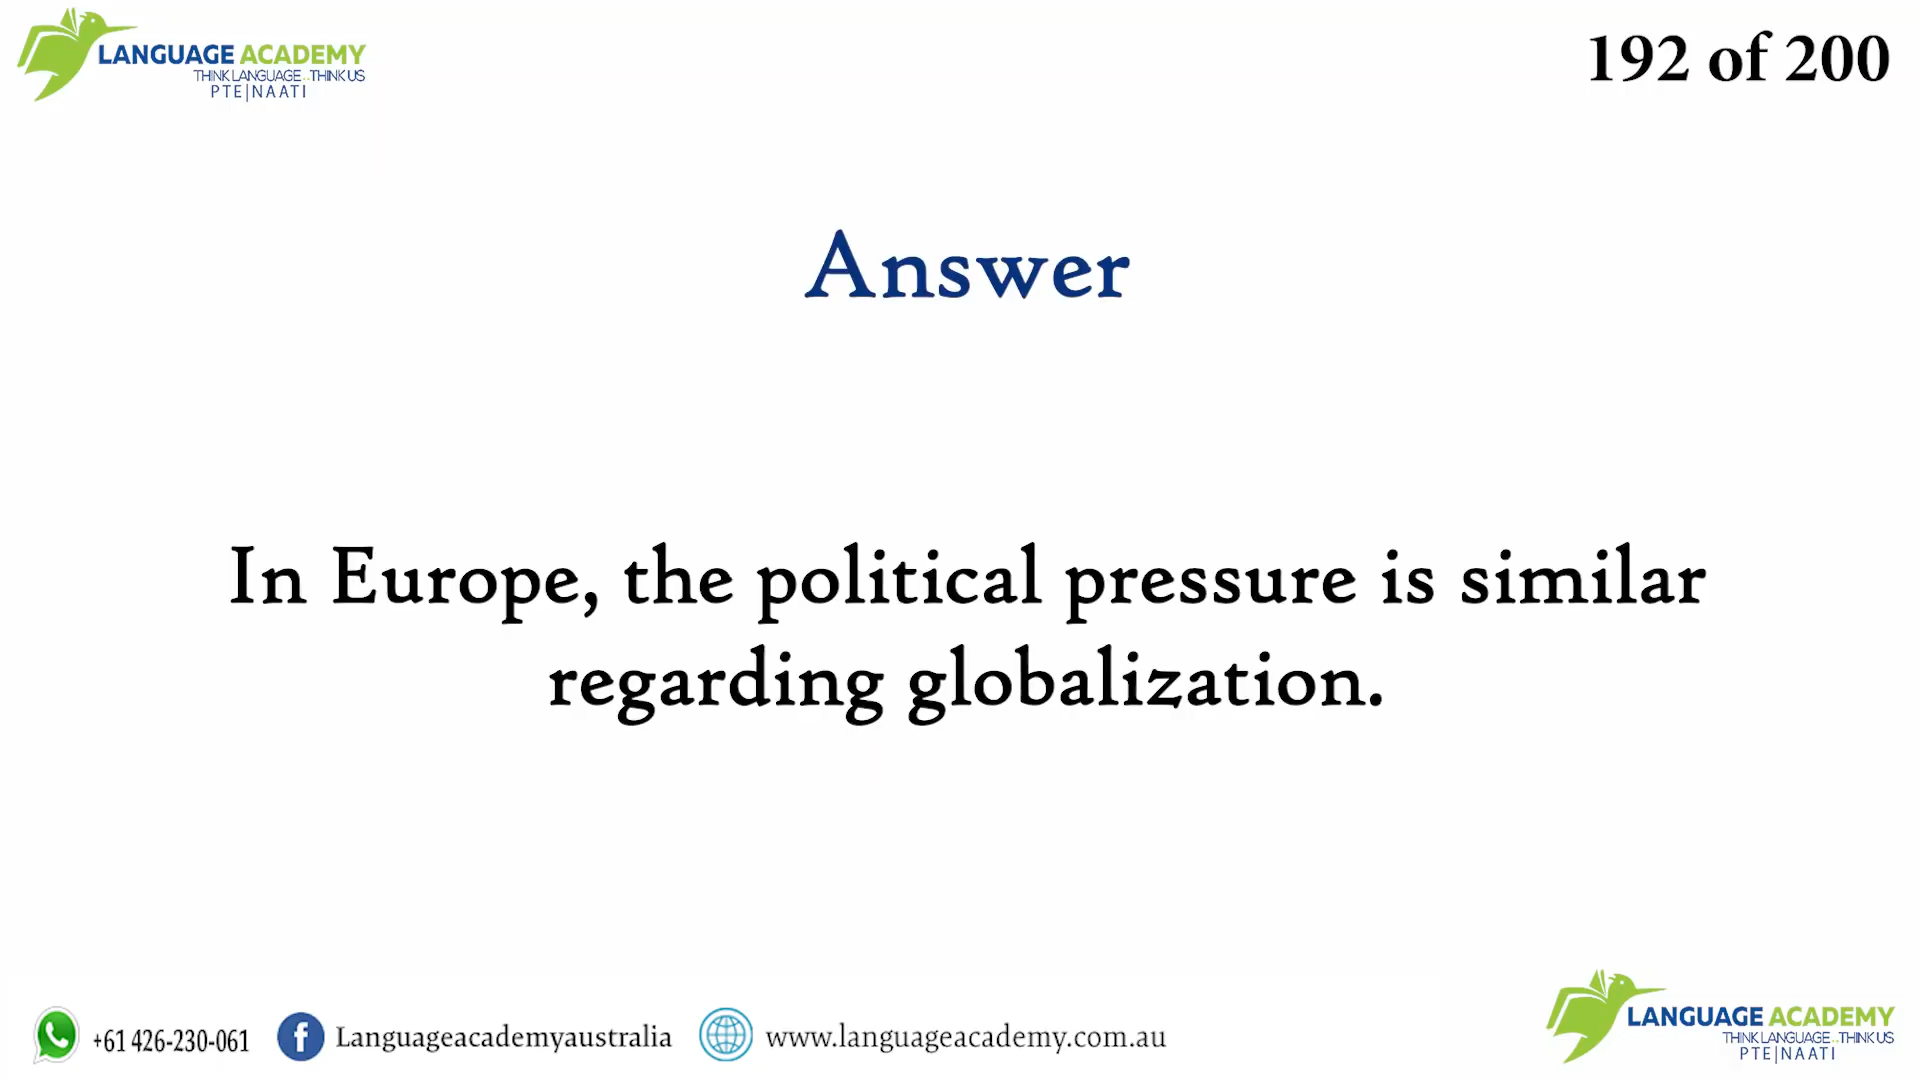 LANGUAGE ACADEMY
THINK LANGUAGE..THINK US
PTE|NAATI
192 of 200
Answer
In Europe, the political pressure is similar
regarding globalization.
+61 426-230-061
Languageacademyaustralia
www.languageacademy.com.au
LANGUAGE ACADEMY
THINK LANGUAGE..THINK US
PTE|NAATI